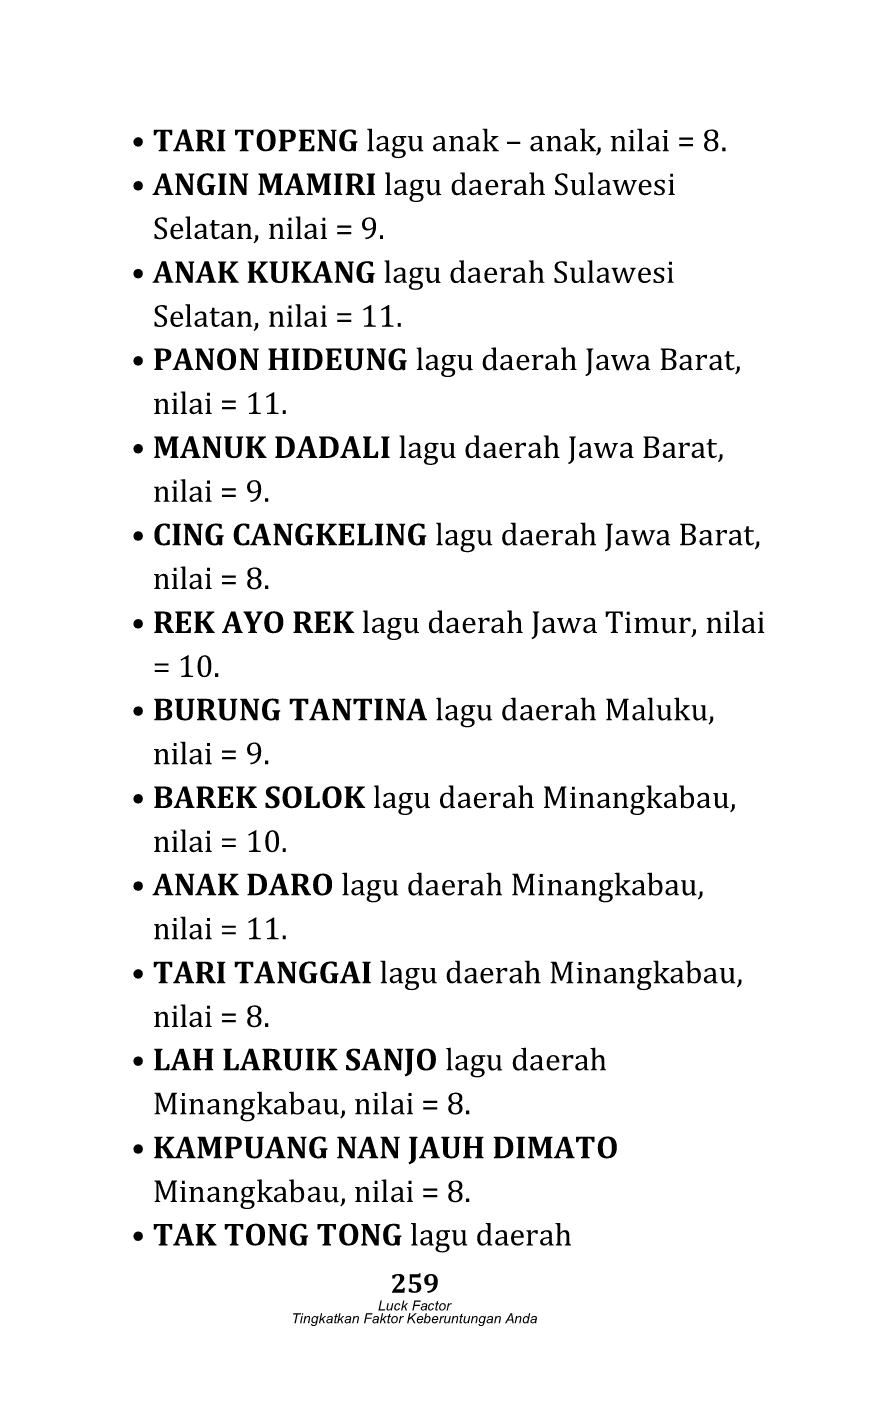 • TARI TOPENG lagu anak – anak, nilai = 8.
• ANGIN MAMIRI lagu daerah Sulawesi
Selatan, nilai = 9.
• ANAK KUKANG lagu daerah Sulawesi
Selatan, nilai = 11.
• PANON HIDEUNG lagu daerah Jawa Barat,
nilai = 11.
• MANUK DADALI lagu daerah Jawa Barat,
nilai = 9.
• CING CANGKELING lagu daerah Jawa Barat,
nilai = 8.
• REK AYO REK lagu daerah Jawa Timur, nilai
= 10.
• BURUNG TANTINA lagu daerah Maluku,
nilai = 9.
• BAREK SOLOK lagu daerah Minangkabau,
nilai = 10.
• ANAK DARO lagu daerah Minangkabau,
nilai = 11.
• TARI TANGGAI lagu daerah Minangkabau,
nilai = 8.
• LAH LARUIK SANJO lagu daerah
Minangkabau, nilai = 8.
• KAMPUANG NAN JAUH DIMATO
Minangkabau, nilai = 8.
• TAK TONG TONG lagu daerah
259
Luck Factor
Tingkatkan Faktor Keberuntungan Anda